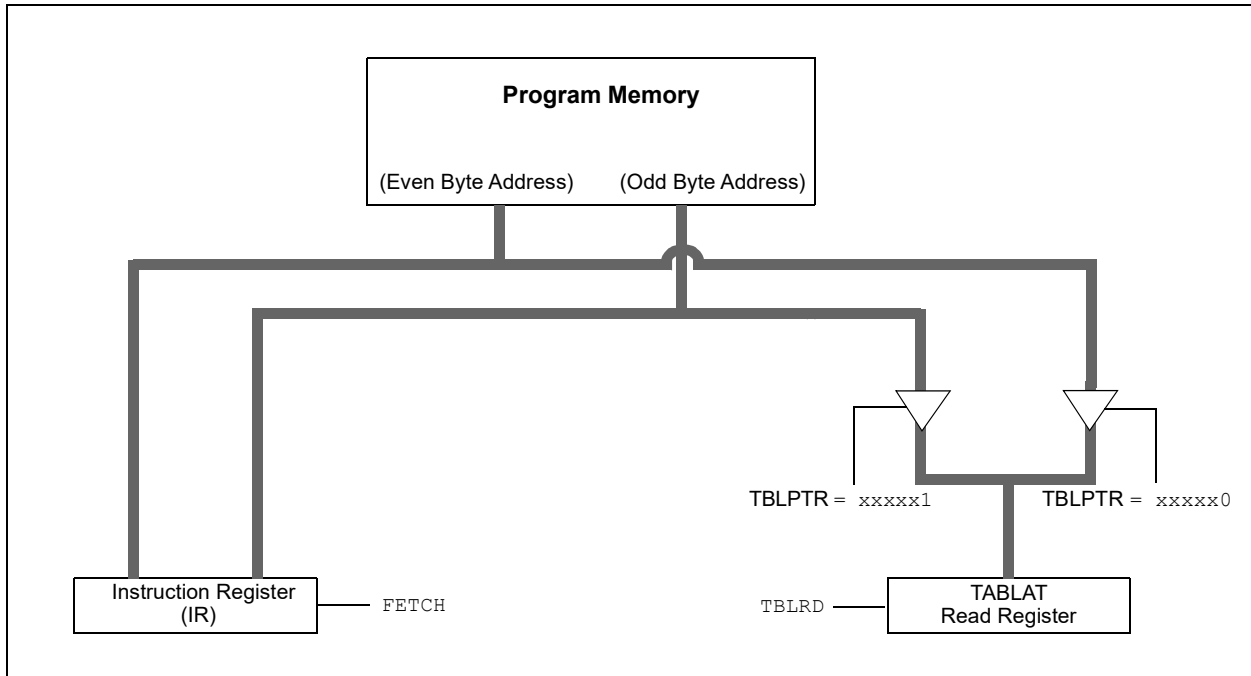 Program Memory
(Even Byte Address) (Odd Byte Address)
TBLPTR = xxxxx1 TBLPTR = xxxxx0
Instruction Register
(IR)
FETCH
TBLRD
TABLAT
Read Register